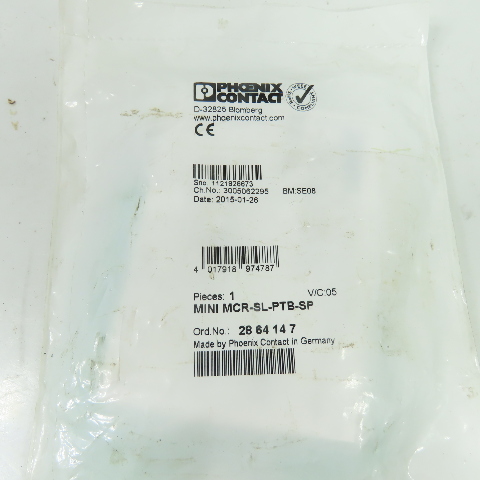 PHOENIX
CONTACT
D-32825 Blomberg
www.phoenixcontact.com
CE
Sno: 1121926673
Ch.No.: 3005062295 BM:SE08
Date: 2015-01-26
4 017918 974787
Pieces: 1 V/C:05
MINI MCR-SL-PTB-SP
Ord.No.: 28 64 14 7
Made by Phoenix Contact in Germany